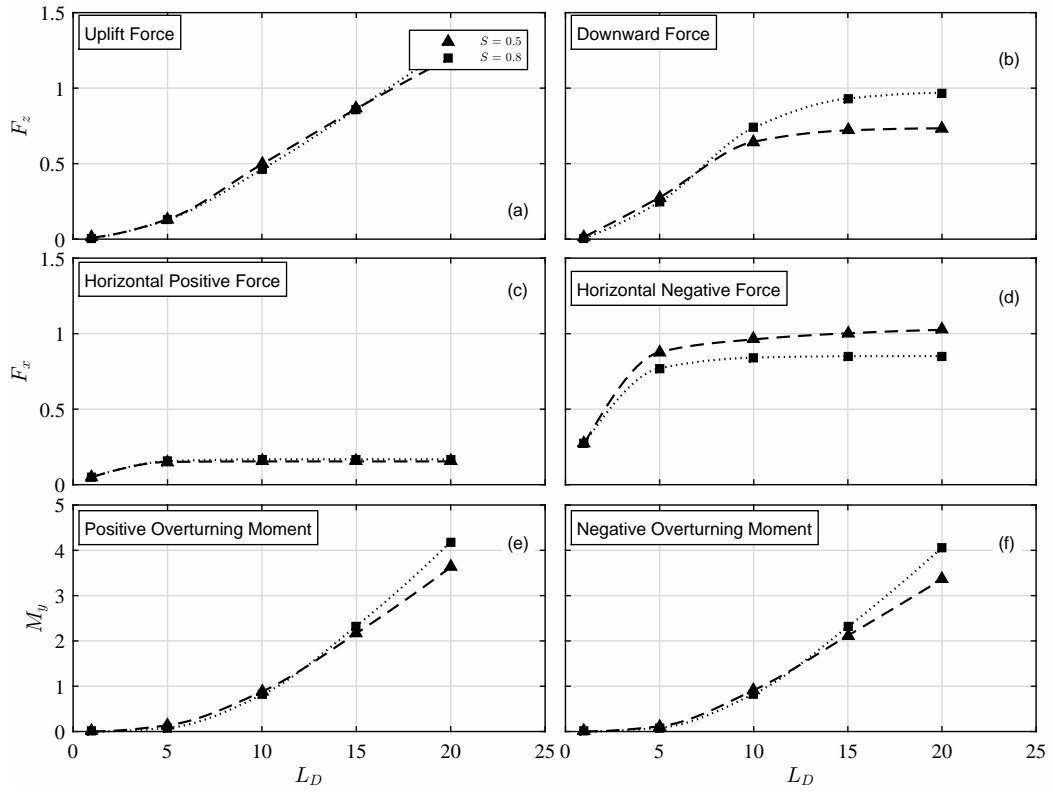 1.5
Uplift Force
S = 0.5
S = 0.8
Downward Force
(b)
1
F_z
0.5
(a)
0
1.5
Horizontal Positive Force
(c)
Horizontal Negative Force
(d)
1
F_x
0.5
0
5
Positive Overturning Moment
(e)
Negative Overturning Moment
(f)
4
3
M_y
2
1
0
0 5 10 15 20 25
0 5 10 15 20 25
L_D
L_D